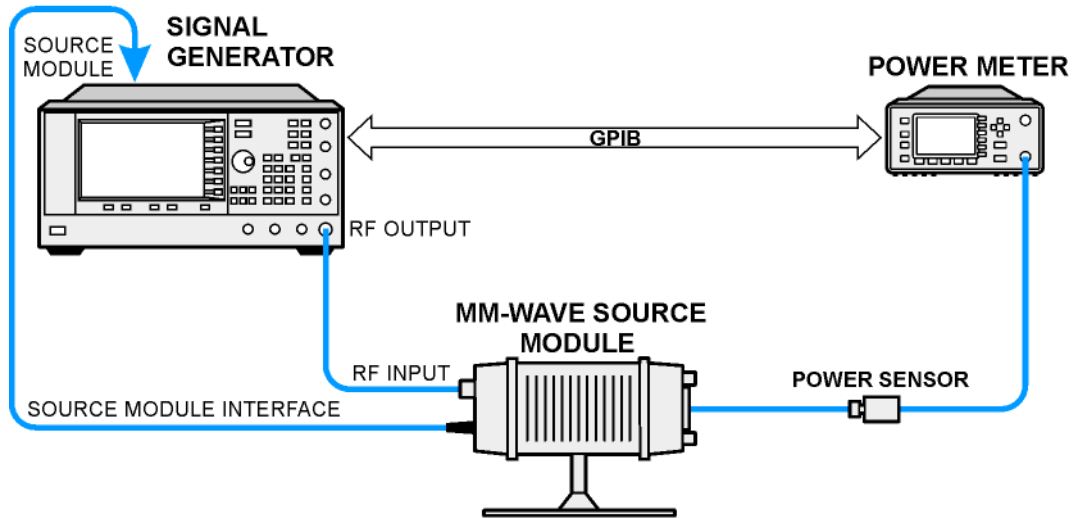 SIGNAL
GENERATOR
SOURCE
MODULE
POWER METER
GPIB
RF OUTPUT
MM-WAVE SOURCE
MODULE
RF INPUT
POWER SENSOR
SOURCE MODULE INTERFACE